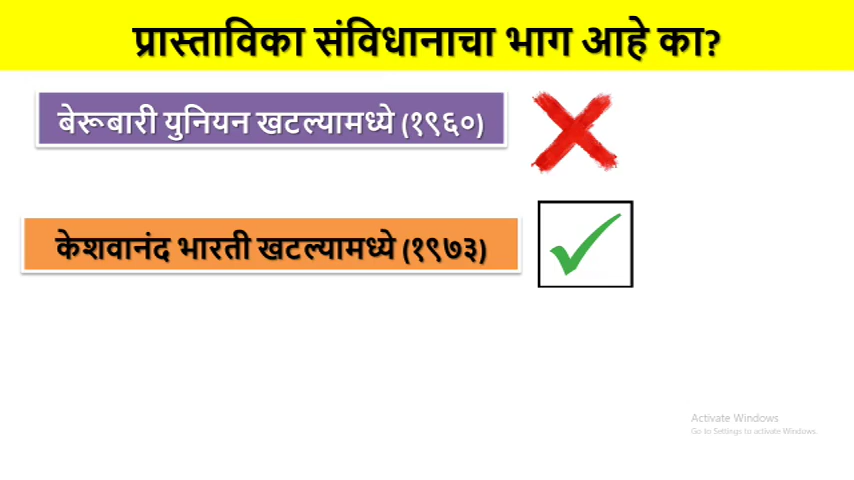 प्रास्ताविका संविधानाचा भाग आहे का?
बेरूबारी युनियन खटल्यामध्ये (१९६०)
केशवानंद भारती खटल्यामध्ये (१९७३)
Activate Windows
Go to Settings to activate Windows.